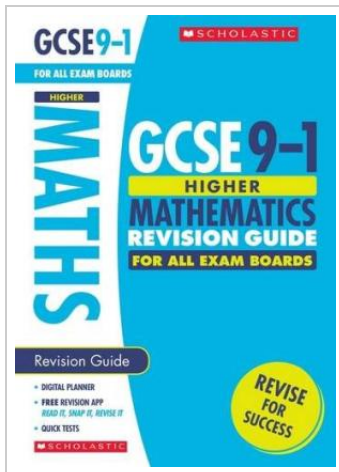 GCSE 9-1
FOR ALL EXAM BOARDS
HIGHER
MATHS
Revision Guide
• DIGITAL PLANNER
• FREE REVISION APP
READ IT, SNAP IT, REVISE IT
• QUICK TESTS
SCHOLASTIC
SCHOLASTIC
GCSE 9–1
HIGHER
MATHEMATICS
REVISION GUIDE
FOR ALL EXAM BOARDS
REVISE
FOR
SUCCESS